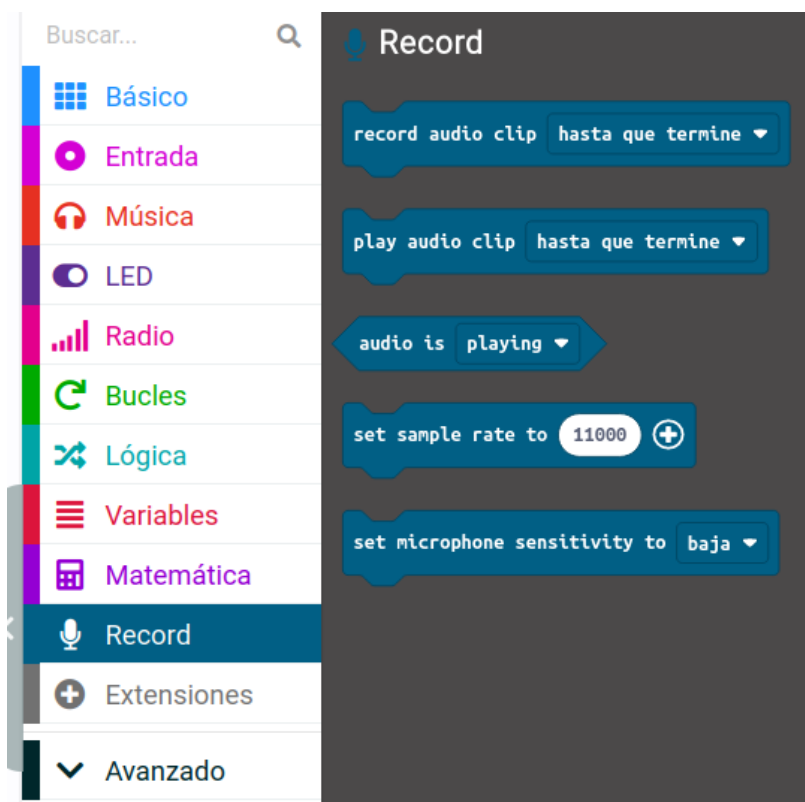 Buscar...
Básico
Entrada
Música
LED
Radio
Bucles
Lógica
Variables
Matemática
Record
Extensiones
Avanzado
Record
record audio clip hasta que termine
play audio clip hasta que termine
audio is playing
set sample rate to 11000
set microphone sensitivity to baja